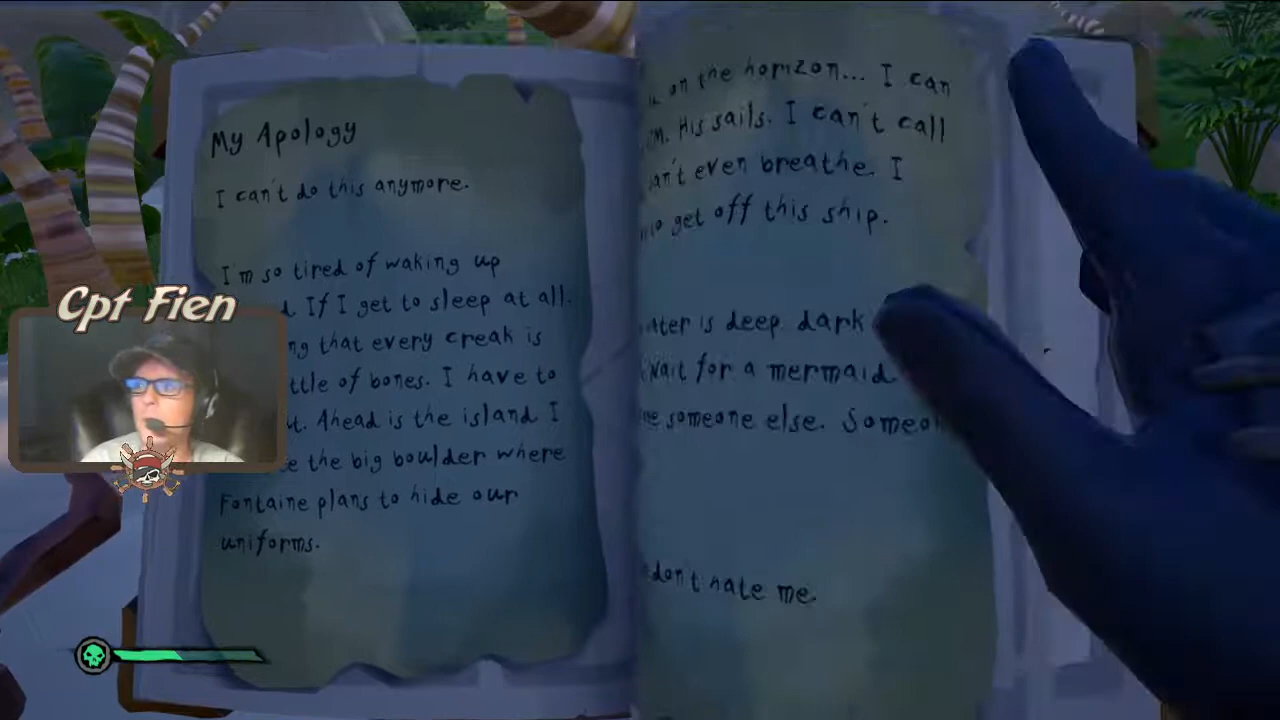 My Apology
I can't do this anymore.
I'm so tired of waking up
If I get to sleep at all.
that every creak is
of bones. I have to
Ahead is the island I
the big boulder where
Fontaine plans to hide our
uniforms.
on the horizon... I can
His sails. I can't call
even breathe. I
get off this ship.
is deep dark
for a mermaid
someone else.
don't hate me.
Cpt Fien